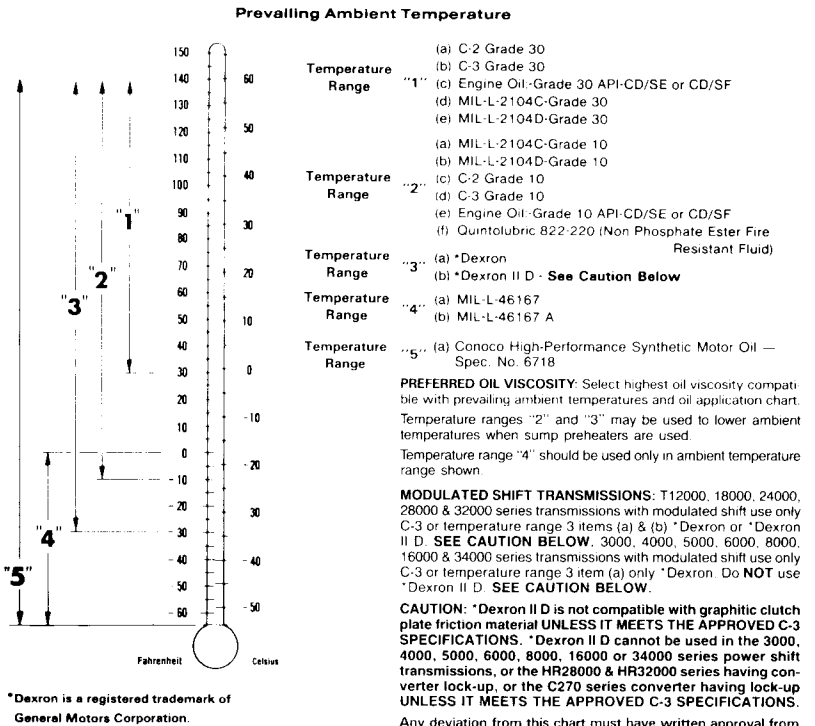 Prevailing Ambient Temperature
150
140
130
120
110
100
90
80
70
60
50
40
30
20
10
0
- 10
- 20
- 30
- 40
- 50
- 60
60
50
40
30
20
10
0
- 10
- 20
30
- 40
- 50
"1"
"2"
"3"
"4"
"5"
Fahrenheit
Celsius
*Dexron is a registered trademark of
General Motors Corporation.
Temperature
Range
"1"
(a) C-2 Grade 30
(b) C-3 Grade 30
(c) Engine Oil:-Grade 30 API-CD/SE or CD/SF
(d) MIL-L-2104C-Grade 30
(e) MIL-L-2104D-Grade 30
Temperature
Range
"2"
(a) MIL-L-2104C-Grade 10
(b) MIL-L-2104D-Grade 10
(c) C-2 Grade 10
(d) C-3 Grade 10
(e) Engine Oil:-Grade 10 API-CD/SE or CD/SF
(f) Quintolubric 822-220 (Non Phosphate Ester Fire
Resistant Fluid)
Temperature
Range
"3"
(a) *Dexron
(b) *Dexron II D - See Caution Below
Temperature
Range
"4"
(a) MIL-L-46167
(b) MIL-L-46167 A
Temperature
Range
"5"
(a) Conoco High-Performance Synthetic Motor Oil —
Spec. No. 6718
PREFERRED OIL VISCOSITY: Select highest oil viscosity compati-
ble with prevailing ambient temperatures and oil application chart.
Temperature ranges "2" and "3" may be used to lower ambient
temperatures when sump preheaters are used.
Temperature range "4" should be used only in ambient temperature
range shown.
MODULATED SHIFT TRANSMISSIONS: T12000, 18000, 24000,
28000 & 32000 series transmissions with modulated shift use only
C-3 or temperature range 3 items (a) & (b) *Dexron or *Dexron
II D. SEE CAUTION BELOW. 3000, 4000, 5000, 6000, 8000,
16000 & 34000 series transmissions with modulated shift use only
C-3 or temperature range 3 item (a) only *Dexron. Do NOT use
*Dexron II D. SEE CAUTION BELOW.
CAUTION: *Dexron II D is not compatible with graphitic clutch
plate friction material UNLESS IT MEETS THE APPROVED C-3
SPECIFICATIONS. *Dexron II D cannot be used in the 3000,
4000, 5000, 6000, 8000, 16000 or 34000 series power shift
transmissions, or the HR28000 & HR32000 series having con-
verter lock-up, or the C270 series converter having lock-up
UNLESS IT MEETS THE APPROVED C-3 SPECIFICATIONS.
Any deviation from this chart must have written approval from